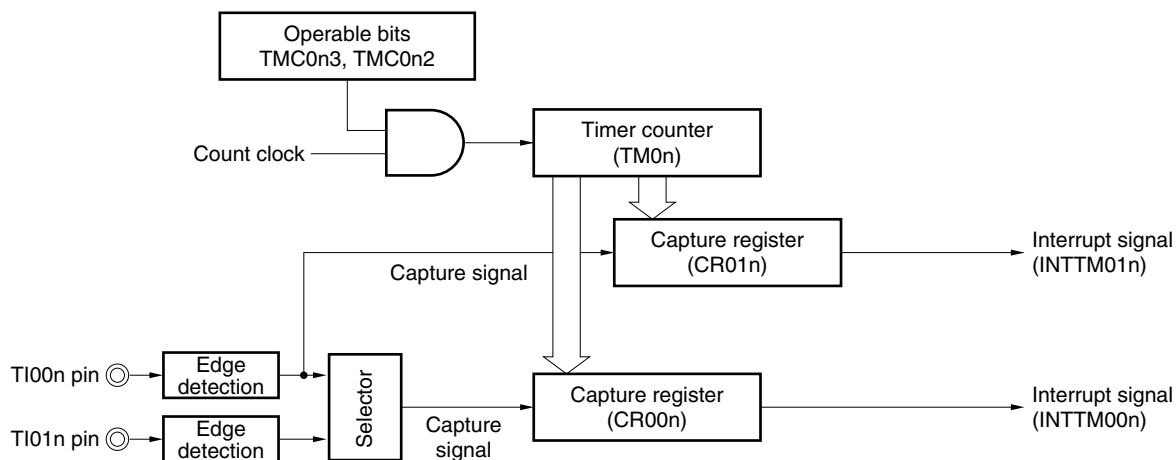 Operable bits
TMC0n3, TMC0n2
Count clock
Timer counter
(TM0n)
Capture register
(CR01n)
Interrupt signal
(INTTM01n)
Capture signal
TI00n pin
Edge
detection
Selector
Capture
signal
Capture register
(CR00n)
Interrupt signal
(INTTM00n)
TI01n pin
Edge
detection